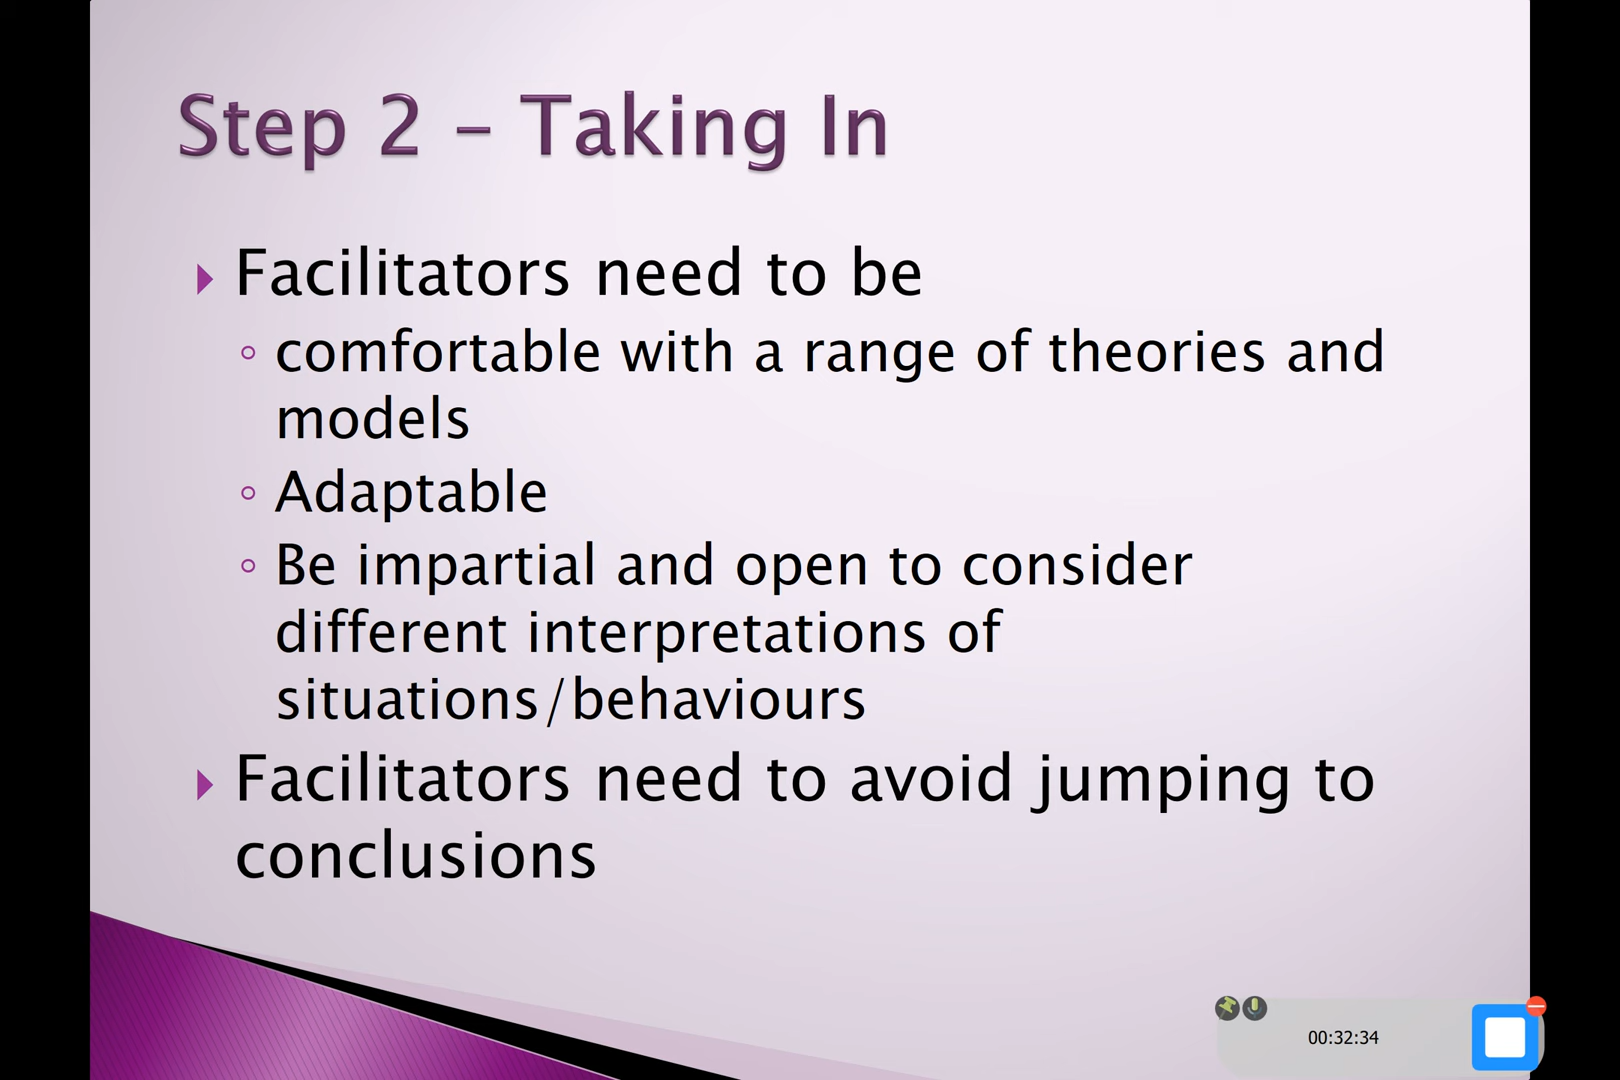 Step 2 – Taking In
Facilitators need to be
comfortable with a range of theories and
models
Adaptable
Be impartial and open to consider
different interpretations of
situations/behaviours
Facilitators need to avoid jumping to
conclusions
00:32:34